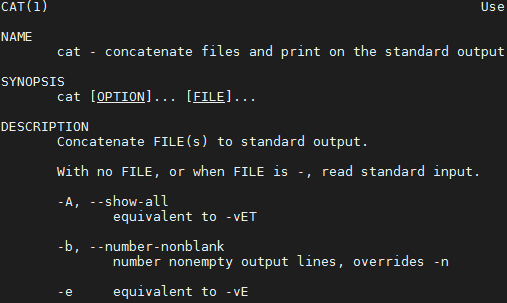 CAT(1) Use
NAME
cat - concatenate files and print on the standard output
SYNOPSIS
cat [OPTION]... [FILE]...
DESCRIPTION
Concatenate FILE(s) to standard output.
With no FILE, or when FILE is -, read standard input.
-A, --show-all
equivalent to -vET
-b, --number-nonblank
number nonempty output lines, overrides -n
-e equivalent to -vE